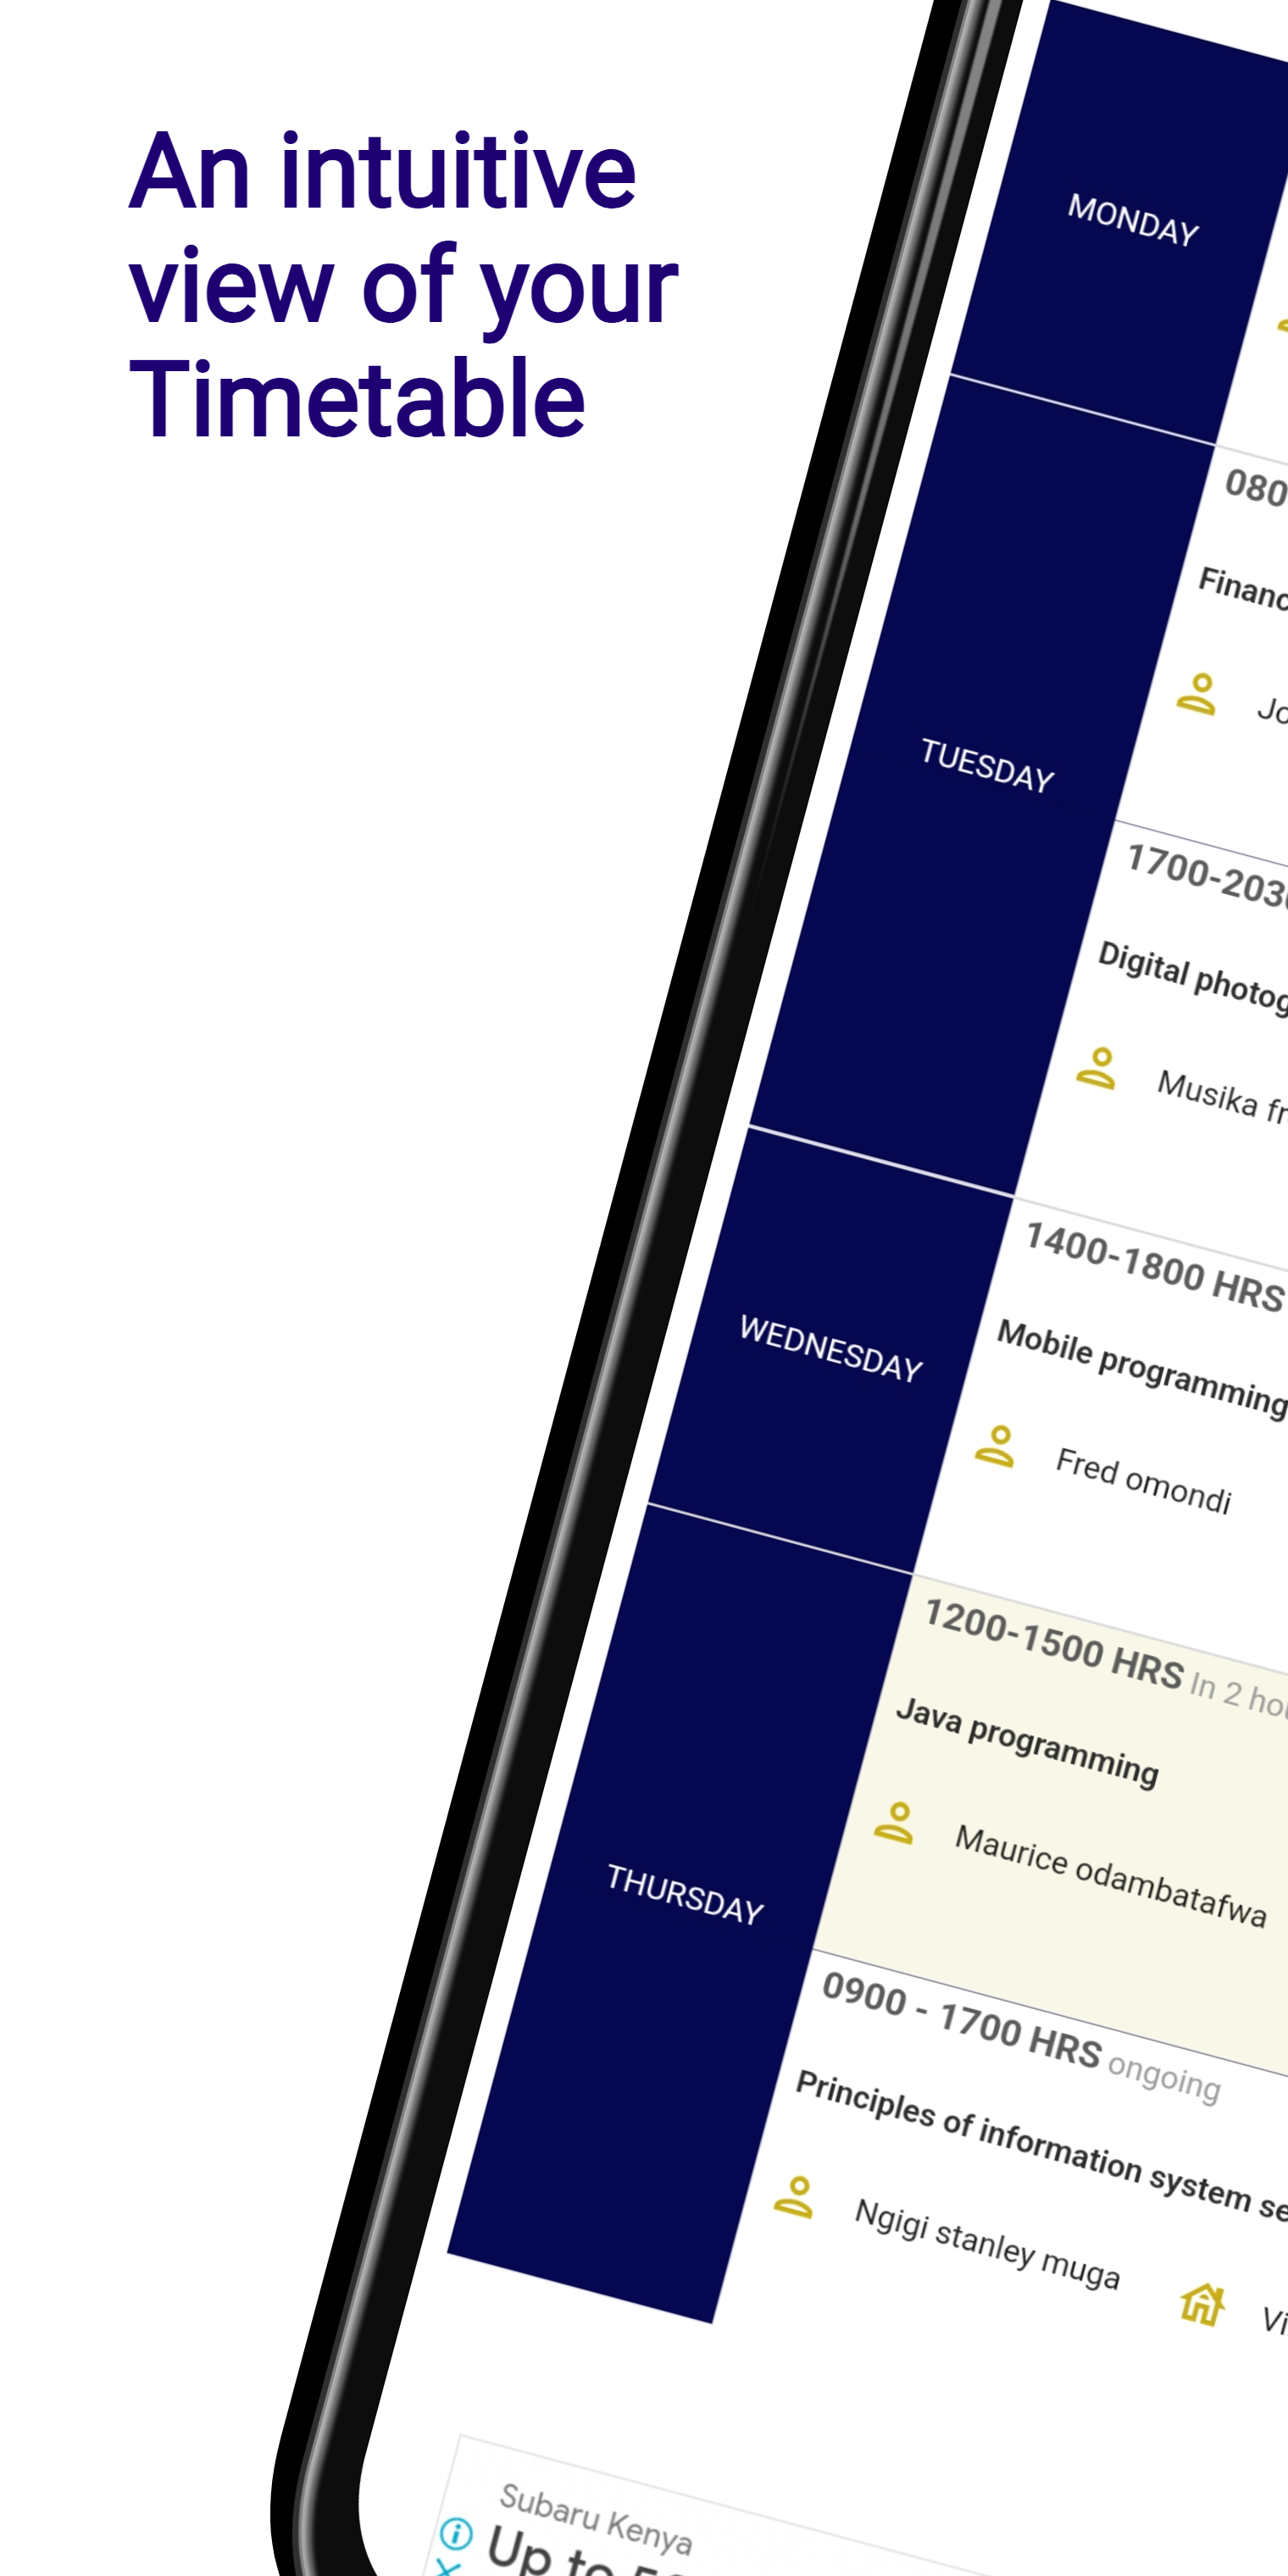 An intuitive
view of your
Timetable
MONDAY
TUESDAY
080
Financ
Jo
1700-203
Digital photog
Musika fr
WEDNESDAY
1400-1800 HRS
Mobile programming
Fred omondi
THURSDAY
1200-1500 HRS In 2 hou
Java programming
Maurice odambatafwa
0900 - 1700 HRS ongoing
Principles of information system se
Ngigi stanley muga
Vi
Subaru Kenya
Up to 5